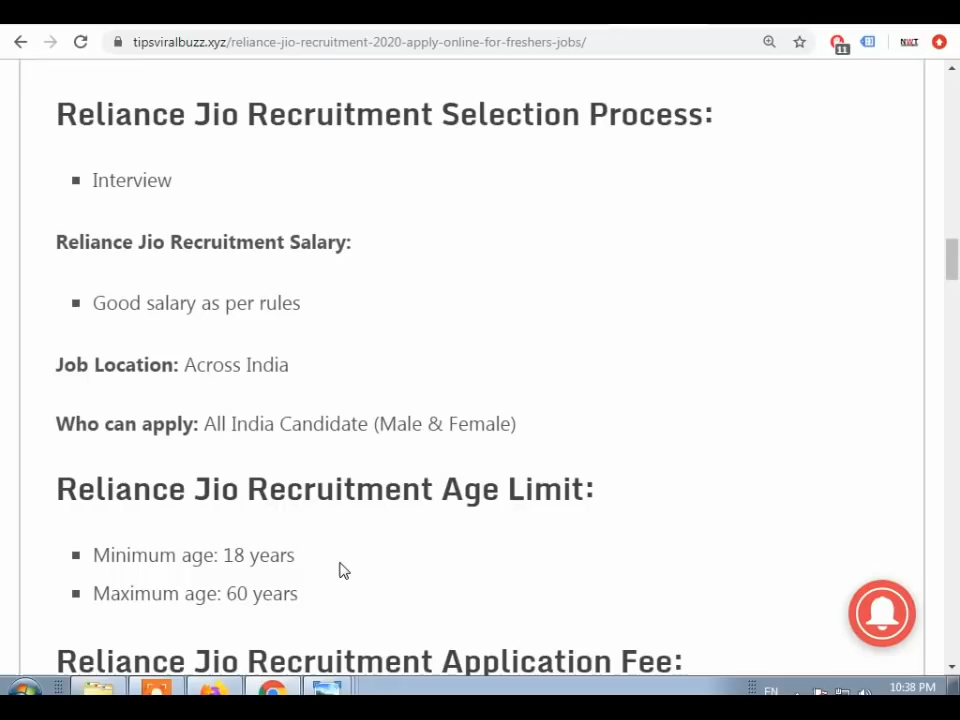 tipsviralbuzz.xyz/reliance-jio-recruitment-2020-apply-online-for-freshers-jobs/
11
NWT
Reliance Jio Recruitment Selection Process:
Interview
Reliance Jio Recruitment Salary:
Good salary as per rules
Job Location: Across India
Who can apply: All India Candidate (Male & Female)
Reliance Jio Recruitment Age Limit:
Minimum age: 18 years
Maximum age: 60 years
Reliance Jio Recruitment Application Fee:
EN
10:38 PM